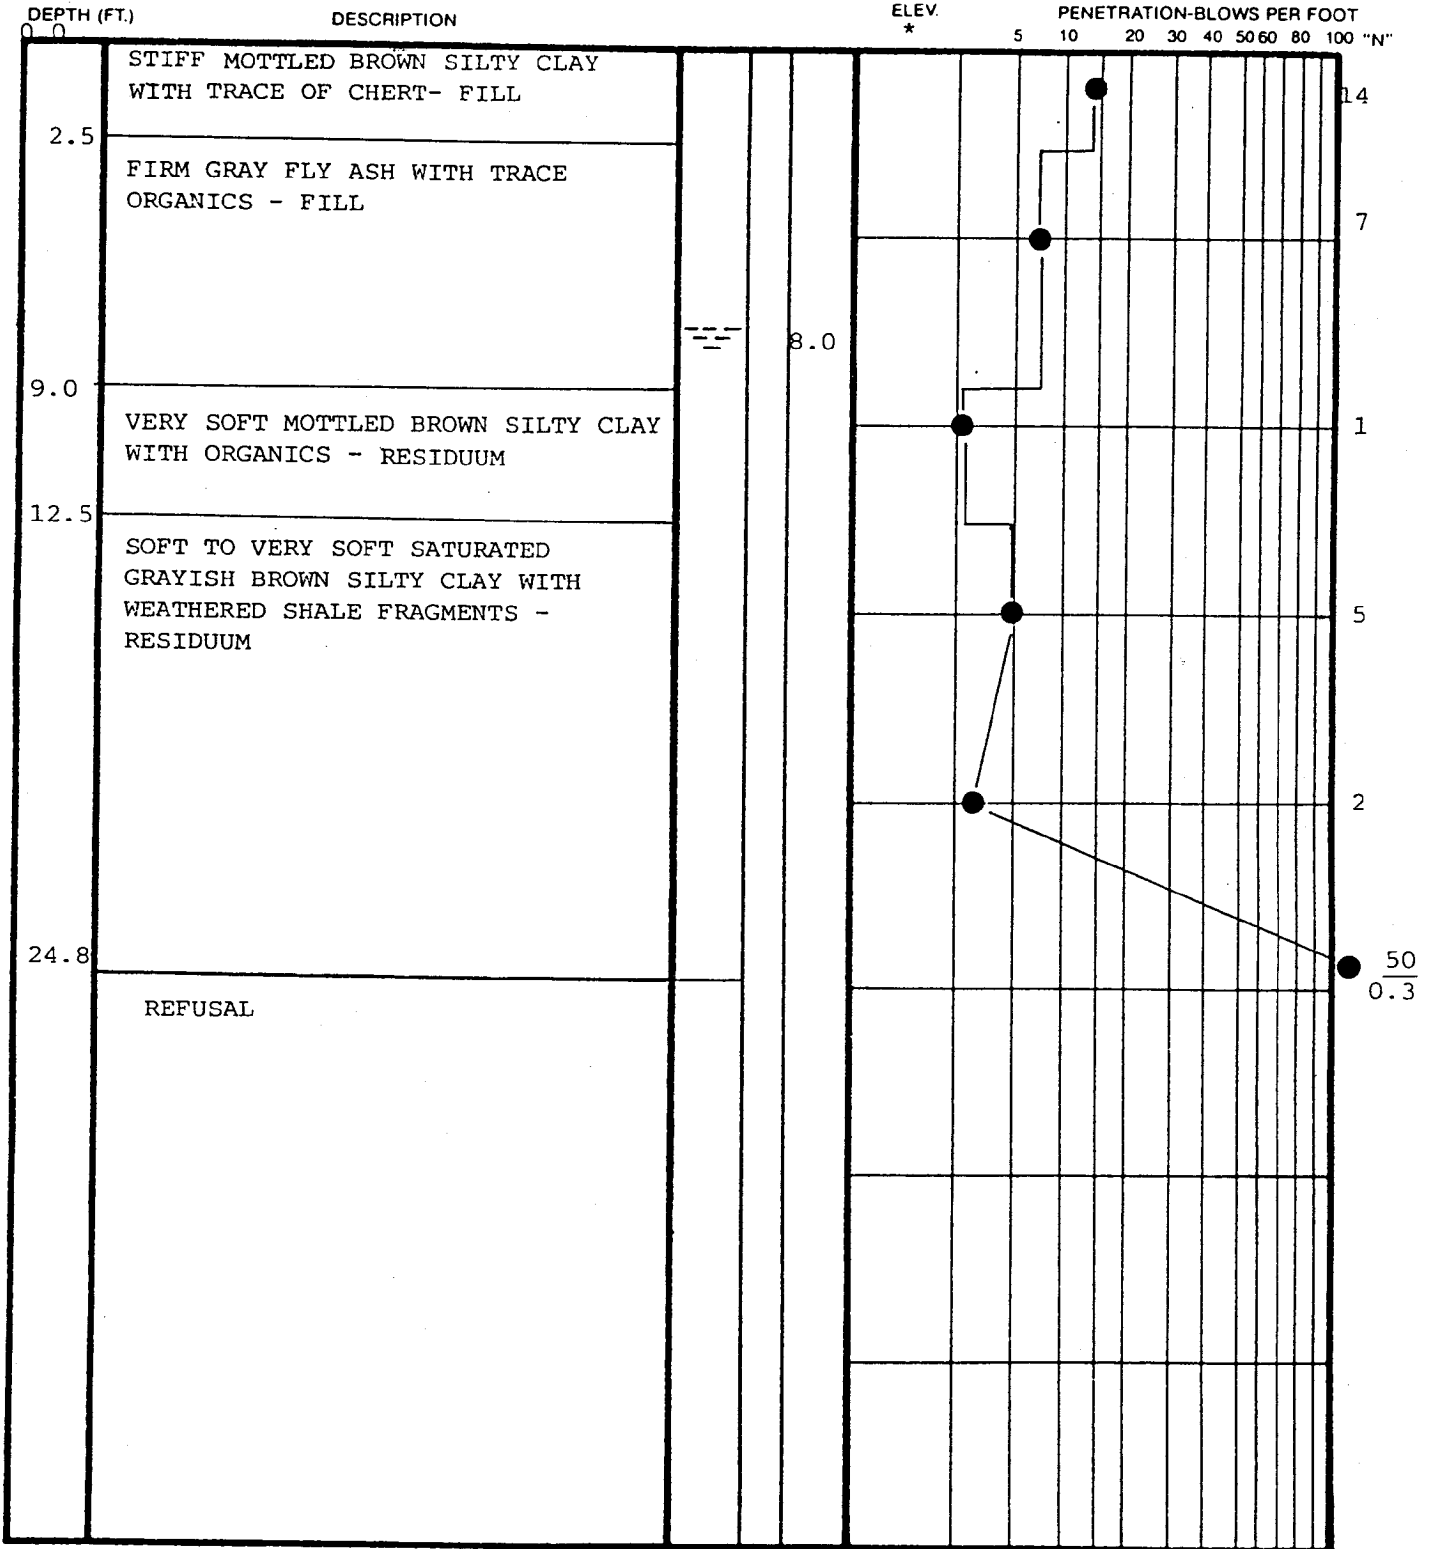 DEPTH (FT.) DESCRIPTION ELEV. PENETRATION-BLOWS PER FOOT
0 0 * 5 10 20 30 40 50 60 80 100 "N"
STIFF MOTTLED BROWN SILTY CLAY
WITH TRACE OF CHERT- FILL
14
2.5
FIRM GRAY FLY ASH WITH TRACE
ORGANICS - FILL
7
8.0
9.0
VERY SOFT MOTTLED BROWN SILTY CLAY
WITH ORGANICS - RESIDUUM
1
12.5
SOFT TO VERY SOFT SATURATED
GRAYISH BROWN SILTY CLAY WITH
WEATHERED SHALE FRAGMENTS -
RESIDUUM
5
2
24.8
50
0.3
REFUSAL